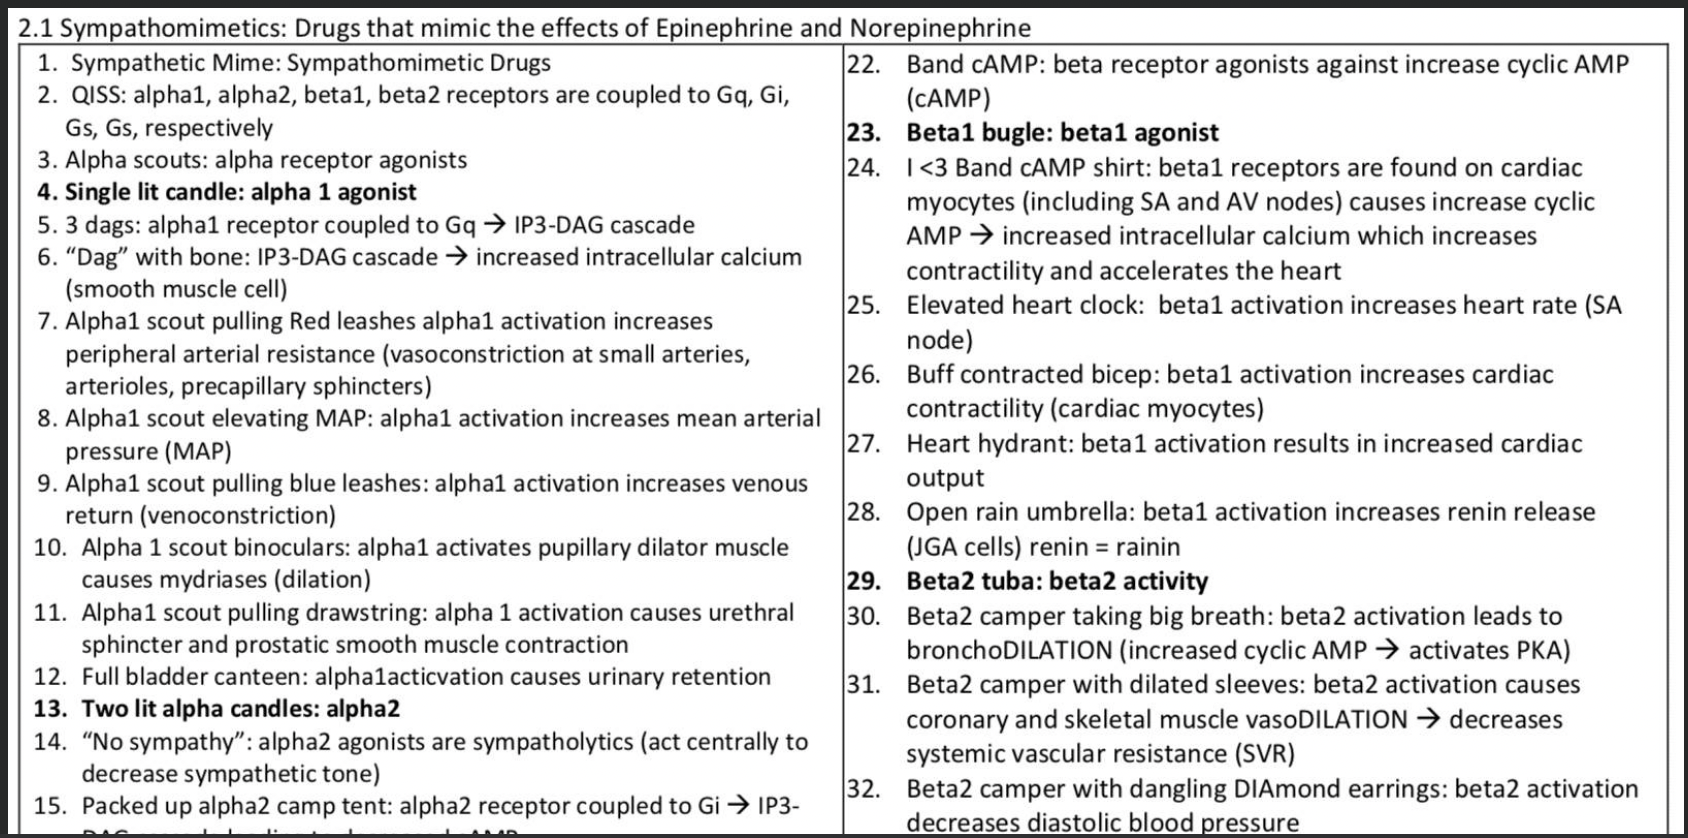 2.1 Sympathomimetics: Drugs that mimic the effects of Epinephrine and Norepinephrine
1. Sympathetic Mime: Sympathomimetic Drugs
2. QISS: alpha1, alpha2, beta1, beta2 receptors are coupled to Gq, Gi,
Gs, Gs, respectively
3. Alpha scouts: alpha receptor agonists
4. Single lit candle: alpha 1 agonist
5. 3 dags: alpha1 receptor coupled to Gq → IP3-DAG cascade
6. “Dag” with bone: IP3-DAG cascade → increased intracellular calcium
(smooth muscle cell)
7. Alpha1 scout pulling Red leashes alpha1 activation increases
peripheral arterial resistance (vasoconstriction at small arteries,
arterioles, precapillary sphincters)
8. Alpha1 scout elevating MAP: alpha1 activation increases mean arterial
pressure (MAP)
9. Alpha1 scout pulling blue leashes: alpha1 activation increases venous
return (venoconstriction)
10. Alpha 1 scout binoculars: alpha1 activates pupillary dilator muscle
causes mydriases (dilation)
11. Alpha1 scout pulling drawstring: alpha 1 activation causes urethral
sphincter and prostatic smooth muscle contraction
12. Full bladder canteen: alpha1acticvation causes urinary retention
13. Two lit alpha candles: alpha2
14. “No sympathy”: alpha2 agonists are sympatholytics (act centrally to
decrease sympathetic tone)
15. Packed up alpha2 camp tent: alpha2 receptor coupled to Gi → IP3-
22. Band cAMP: beta receptor agonists against increase cyclic AMP
(cAMP)
23. Beta1 bugle: beta1 agonist
24. I <3 Band cAMP shirt: beta1 receptors are found on cardiac
myocytes (including SA and AV nodes) causes increase cyclic
AMP → increased intracellular calcium which increases
contractility and accelerates the heart
25. Elevated heart clock: beta1 activation increases heart rate (SA
node)
26. Buff contracted bicep: beta1 activation increases cardiac
contractility (cardiac myocytes)
27. Heart hydrant: beta1 activation results in increased cardiac
output
28. Open rain umbrella: beta1 activation increases renin release
(JGA cells) renin = rainin
29. Beta2 tuba: beta2 activity
30. Beta2 camper taking big breath: beta2 activation leads to
bronchoDILATION (increased cyclic AMP → activates PKA)
31. Beta2 camper with dilated sleeves: beta2 activation causes
coronary and skeletal muscle vasoDILATION → decreases
systemic vascular resistance (SVR)
32. Beta2 camper with dangling DIAmond earrings: beta2 activation
decreases diastolic blood pressure